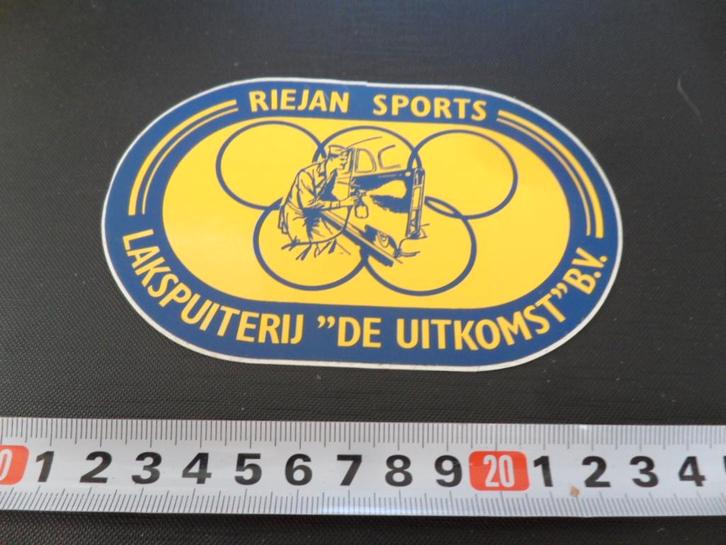 RIEJAN SPORTS
DC
LAKSPUITERIJ "DE UITKOMST" B.V.
0 1 2 3 4 5 6 7 8 9 20 1 2 3 4